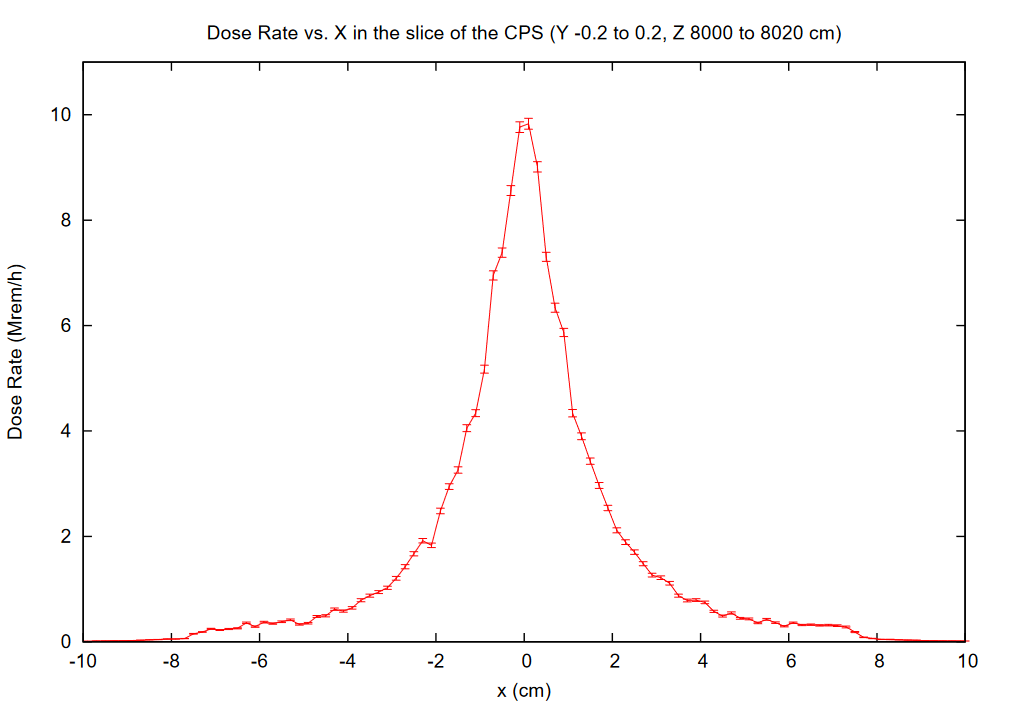 Dose Rate vs. X in the slice of the CPS (Y -0.2 to 0.2, Z 8000 to 8020 cm)
Dose Rate (Mrem/h)
10
8
6
4
2
0
-10 -8 -6 -4 -2 0 2 4 6 8 10
x (cm)